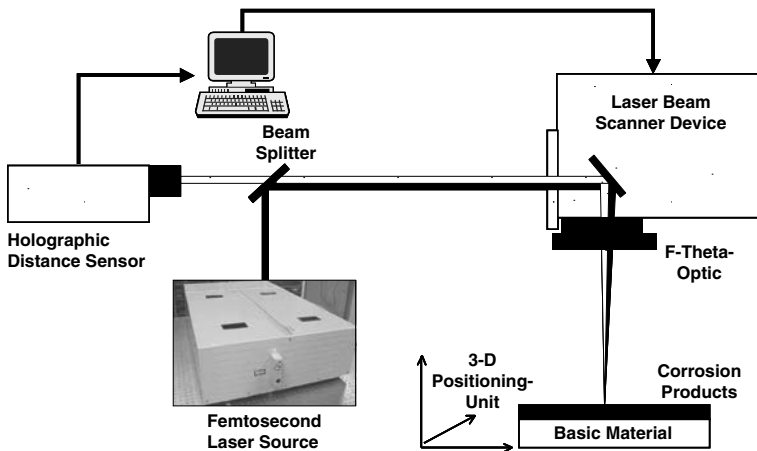 Laser Beam
Scanner Device
Beam
Splitter
Holographic
Distance Sensor
F-Theta-
Optic
3-D
Positioning-
Unit
Corrosion
Products
Femtosecond
Laser Source
Basic Material